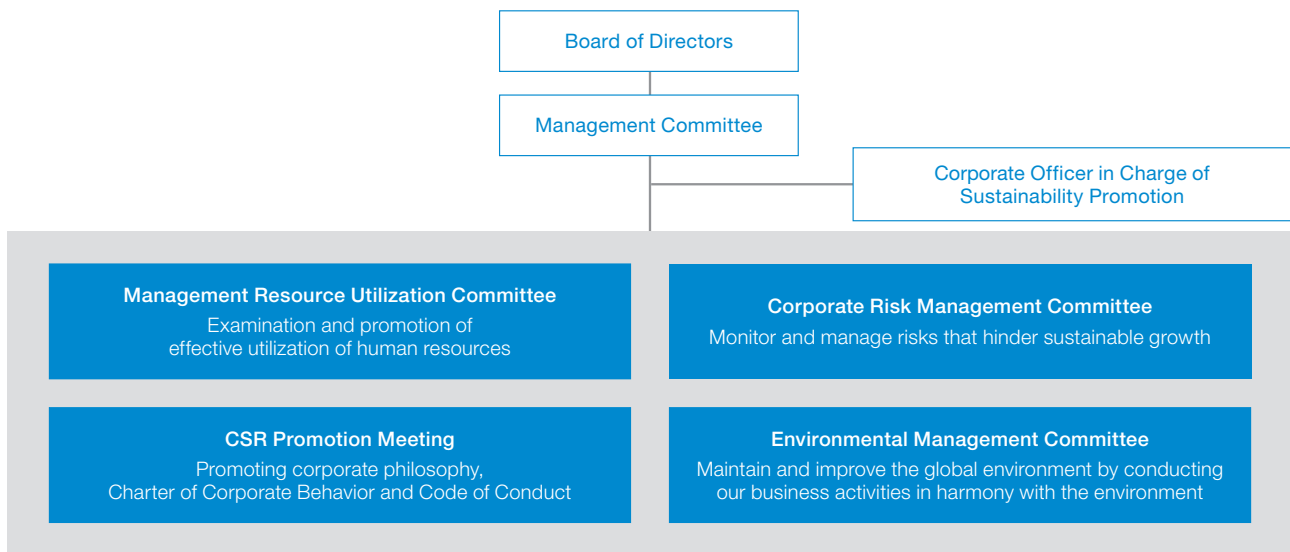 Board of Directors
Management Committee
Corporate Officer in Charge of
Sustainability Promotion
Management Resource Utilization Committee
Examination and promotion of
effective utilization of human resources
Corporate Risk Management Committee
Monitor and manage risks that hinder sustainable growth
CSR Promotion Meeting
Promoting corporate philosophy,
Charter of Corporate Behavior and Code of Conduct
Environmental Management Committee
Maintain and improve the global environment by conducting
our business activities in harmony with the environment